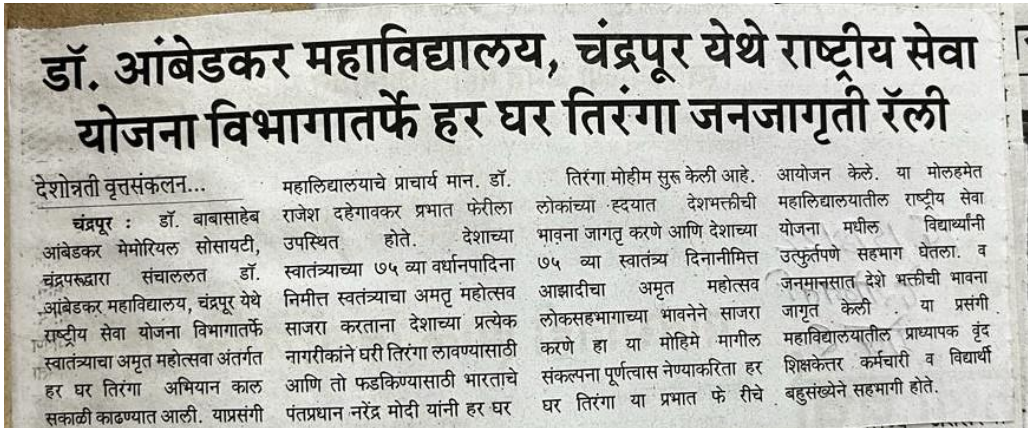 डॉ. आंबेडकर महाविद्यालय, चंद्रपूर येथे राष्ट्रीय सेवा
योजना विभागातर्फे हर घर तिरंगा जनजागृती रॅली
देशोन्नती वृत्तसंकलन...
चंद्रपूर : डॉ. बाबासाहेब
आंबेडकर मेमोरियल सोसायटी,
चंद्रपरुद्वारा संचाललत डॉ.
आंबेडकर महाविद्यालय, चंद्रपूर येथे
राष्ट्रीय सेवा योजना विभागातर्फे
स्वातंत्र्याचा अमृत महोत्सवा अंतर्गत
हर घर तिरंगा अभियान काल
सकाळी काढण्यात आली. याप्रसंगी
महालिद्यालयाचे प्राचार्य मान. डॉ.
राजेश दहेगावकर प्रभात फेरीला
उपस्थित होते. देशाच्या
स्वातंत्र्याच्या ७५ व्या वर्धानपादिना
निमीत्त स्वतंत्र्याचा अमतृ महोत्सव
साजरा करताना देशाच्या प्रत्येक
नागरीकांने घरी तिरंगा लावण्यासाठी
आणि तो फडकिण्यासाठी भारताचे
पंतप्रधान नरेंद्र मोदी यांनी हर घर
तिरंगा मोहीम सुरू केली आहे.
लोकांच्या ह्दयात देशभक्तीची
भावना जागतृ करणे आणि देशाच्या
७५ व्या स्वातंत्र्य दिनानीमित्त
आझादीचा अमृत महोत्सव
लोकसहभागाच्या भावनेने साजरा
करणे हा या मोहिमे मागील
संकल्पना पूर्णत्वास नेण्याकरिता हर
घर तिरंगा या प्रभात फे रीचे
आयोजन केले. या मोलहमेत
महालिद्यालयातील राष्ट्रीय सेवा
योजना मधील विद्यार्थ्यांनी
उत्फुर्तपणे सहभाग घेतला. व
जनमानसात देशे भक्तीची भावना
जागृत केली . या प्रसंगी
महाविद्यालयातील प्राध्यापक वृंद
शिक्षकेत्तर कर्मचारी व विद्यार्थी
बहुसंख्येने सहभागी होते.